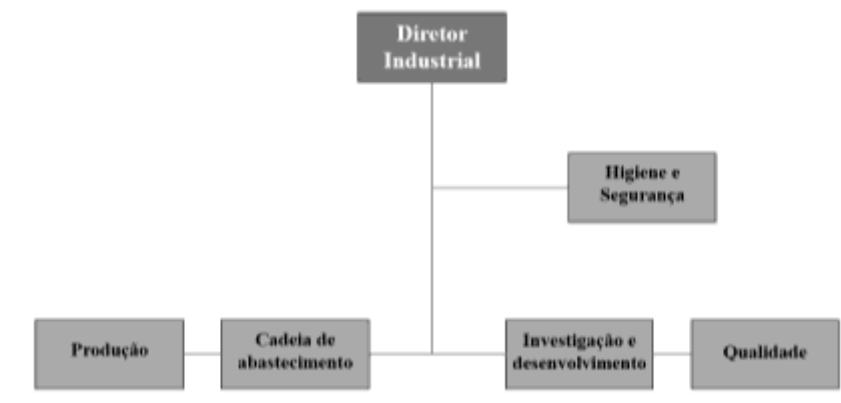 Diretor
Industrial
Higiene e
Segurança
Produção
Cadeia de
abastecimento
Investigação e
desenvolvimento
Qualidade